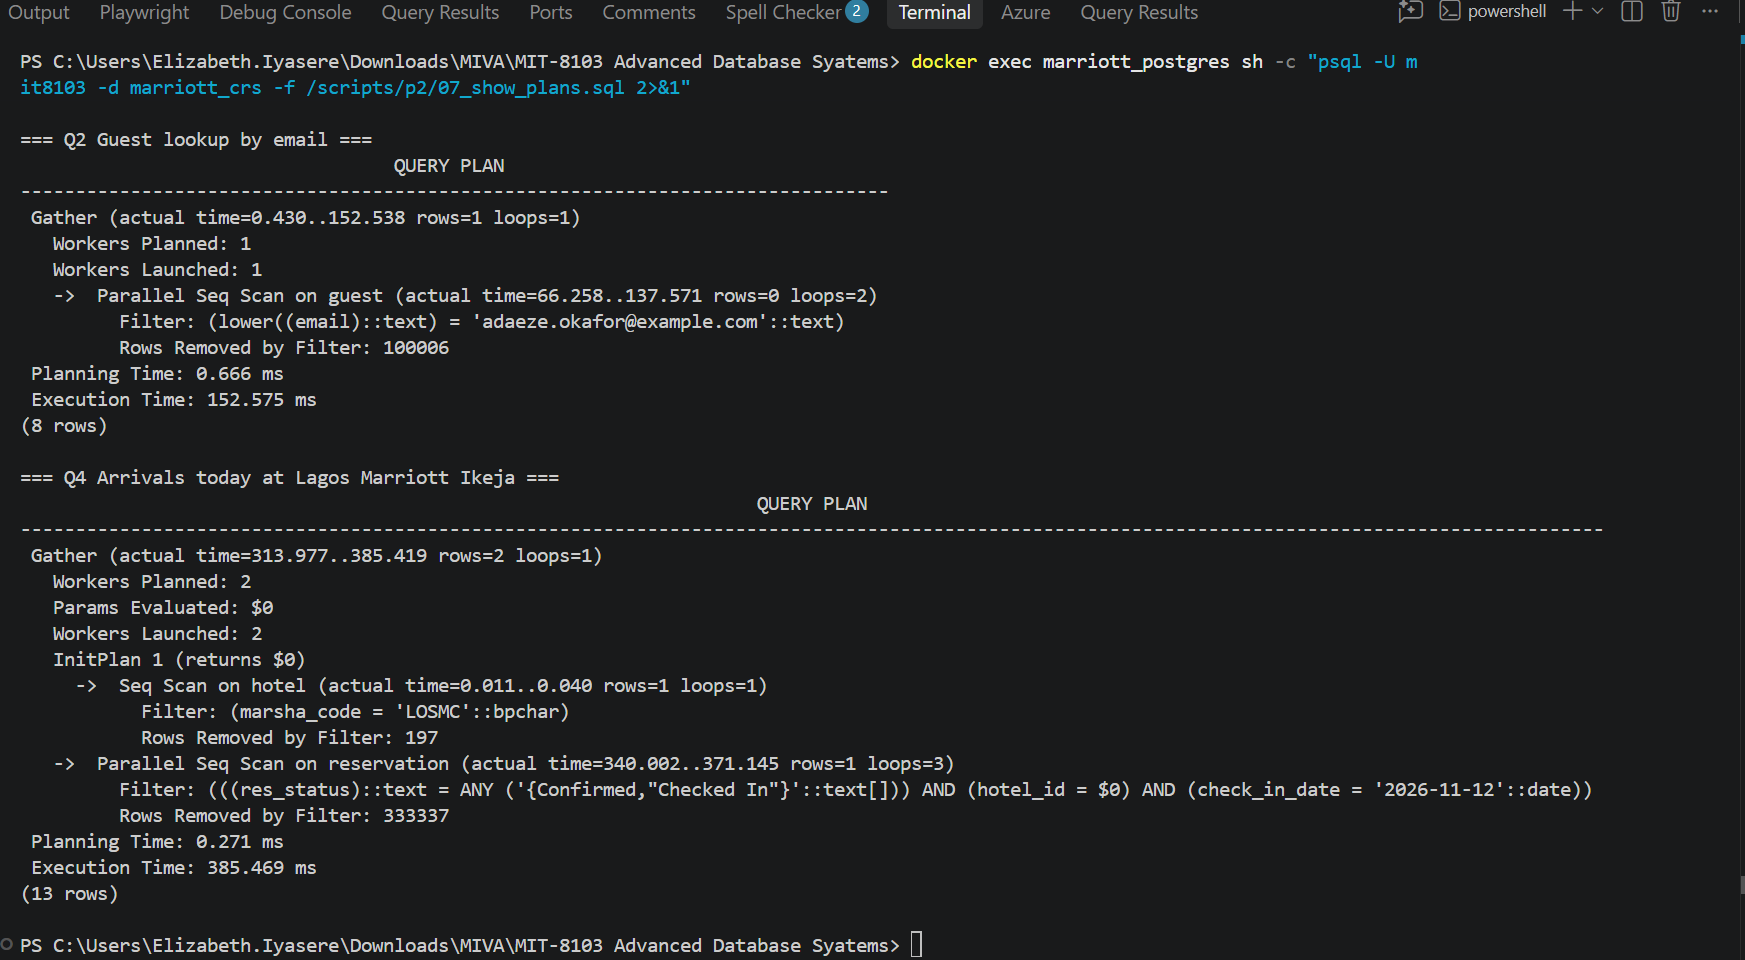 Output Playwright Debug Console Query Results Ports Comments Spell Checker 2 Terminal Azure Query Results powershell
PS C:\Users\Elizabeth.Iyasere\Downloads\MIVA\MIT-8103 Advanced Database Syatems> docker exec marriott_postgres sh -c "psql -U m
it8103 -d marriott_crs -f /scripts/p2/07_show_plans.sql 2>&1"
=== Q2 Guest lookup by email ===
QUERY PLAN
-------------------------------------------------------------------------------
Gather (actual time=0.430..152.538 rows=1 loops=1)
Workers Planned: 1
Workers Launched: 1
-> Parallel Seq Scan on guest (actual time=66.258..137.571 rows=0 loops=2)
Filter: (lower((email)::text) = 'adaeze.okafor@example.com'::text)
Rows Removed by Filter: 100006
Planning Time: 0.666 ms
Execution Time: 152.575 ms
(8 rows)
=== Q4 Arrivals today at Lagos Marriott Ikeja ===
QUERY PLAN
------------------------------------------------------------------------------------------------------------------------------------------------
Gather (actual time=313.977..385.419 rows=2 loops=1)
Workers Planned: 2
Params Evaluated: $0
Workers Launched: 2
InitPlan 1 (returns $0)
-> Seq Scan on hotel (actual time=0.011..0.040 rows=1 loops=1)
Filter: (marsha_code = 'LOSMC'::bpchar)
Rows Removed by Filter: 197
-> Parallel Seq Scan on reservation (actual time=340.002..371.145 rows=1 loops=3)
Filter: (((res_status)::text = ANY ('{Confirmed,"Checked In"}'::text[])) AND (hotel_id = $0) AND (check_in_date = '2026-11-12'::date))
Rows Removed by Filter: 333337
Planning Time: 0.271 ms
Execution Time: 385.469 ms
(13 rows)
PS C:\Users\Elizabeth.Iyasere\Downloads\MIVA\MIT-8103 Advanced Database Syatems>